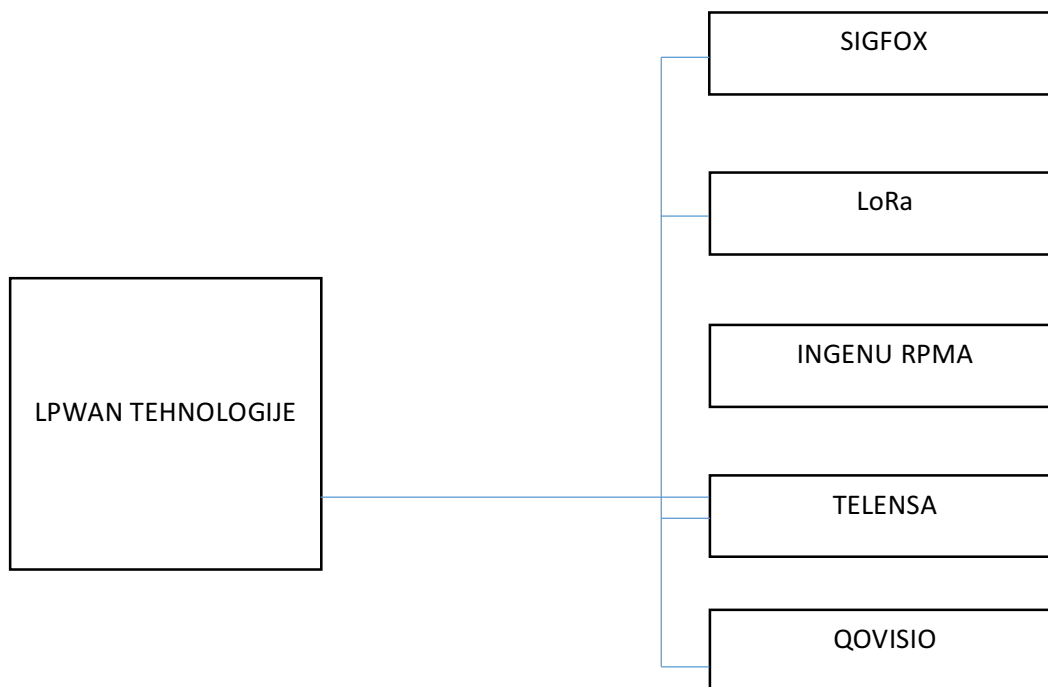 SIGFOX
LoRa
INGENU RPMA
LPWAN TEHNOLOGIJE
TELENSA
QOVISIO